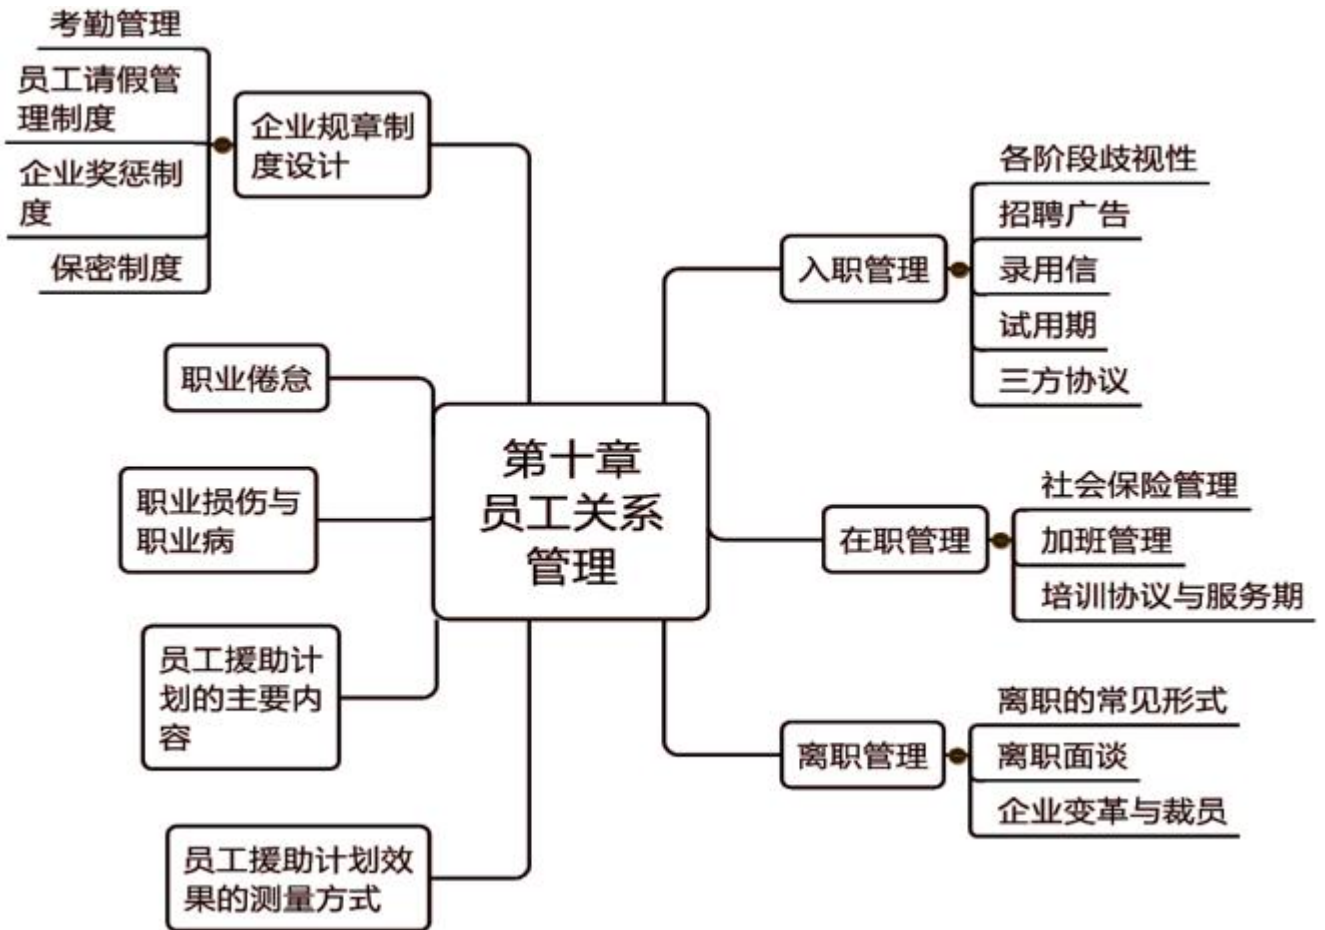 考勤管理
员工请假管
理制度
企业奖惩制
度
保密制度
企业规章制
度设计
职业倦怠
职业损伤与
职业病
员工援助计
划的主要内
容
员工援助计划效
果的测量方式
第十章
员工关系
管理
入职管理
各阶段歧视性
招聘广告
录用信
试用期
三方协议
在职管理
社会保险管理
加班管理
培训协议与服务期
离职管理
离职的常见形式
离职面谈
企业变革与裁员